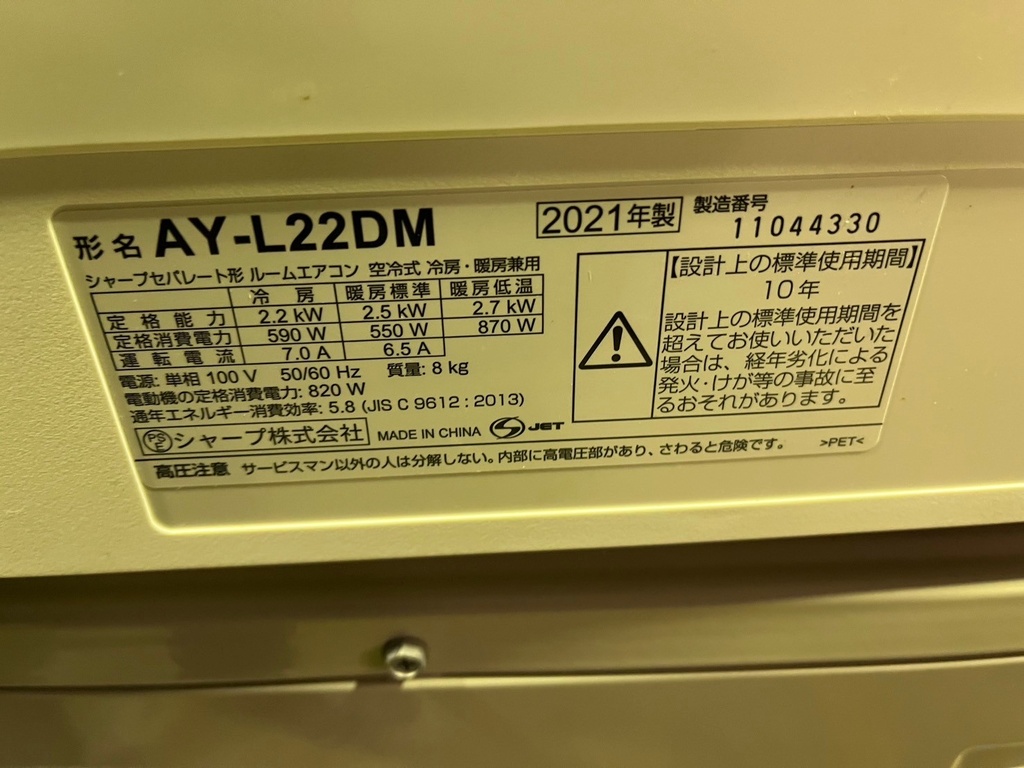 形名 AY-L22DM
2021年製
製造番号
11044330
シャープセパレート形 ルームエアコン 空冷式 冷房・暖房兼用
冷房 暖房標準 暖房低温
定格能力 2.2 kW 2.5 kW 2.7 kW
定格消費電力 590 W 550 W 870 W
運転電流 7.0 A 6.5 A
電源: 単相 100 V 50/60 Hz 質量: 8 kg
電動機の定格消費電力: 820 W
通年エネルギー消費効率: 5.8 (JIS C 9612 : 2013)
PSE シャープ株式会社 MADE IN CHINA S JET
【設計上の標準使用期間】
10年
設計上の標準使用期間を
超えてお使いいただいた
場合は、経年劣化による
発火・けが等の事故に至
るおそれがあります。
高圧注意 サービスマン以外の人は分解しない。内部に高電圧部があり、さわると危険です。 >PET<